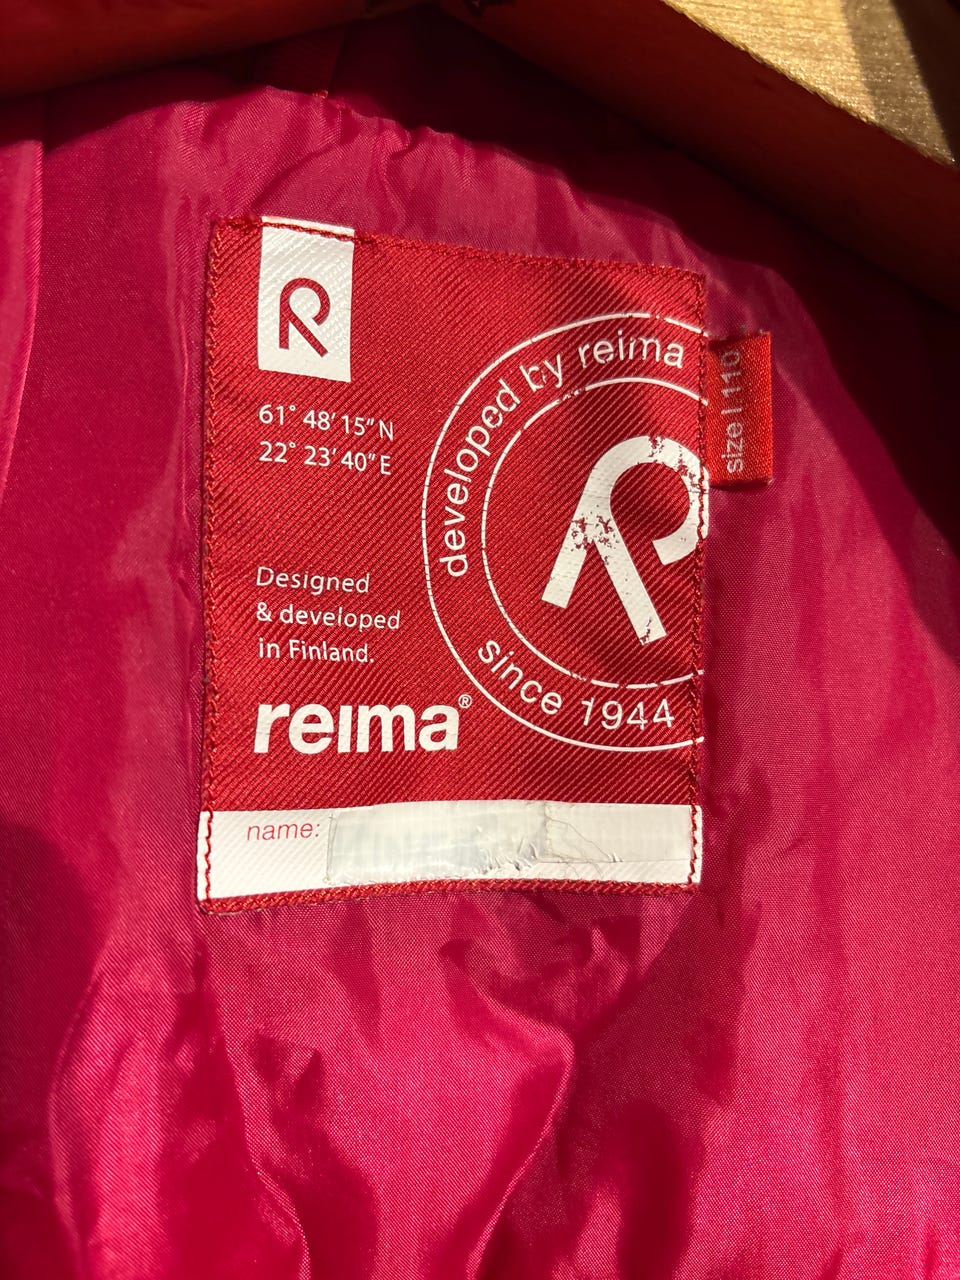 R
61° 48' 15" N
22° 23' 40" E
developed by reima
R
since 1944
size | 110
Designed
& developed
in Finland.
reima®
name: